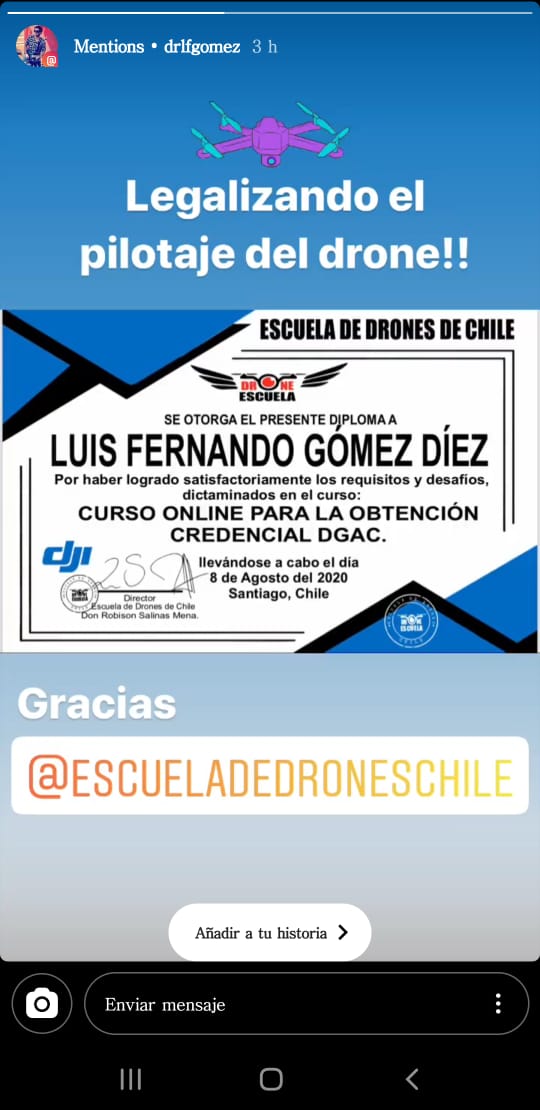 Mentions • drlfgomez 3 h
Legalizando el
pilotaje del drone!!
ESCUELA DE DRONES DE CHILE
DRONE
ESCUELA
SE OTORGA EL PRESENTE DIPLOMA A
LUIS FERNANDO GÓMEZ DÍEZ
Por haber logrado satisfactoriamente los requisitos y desafíos,
dictaminados en el curso:
CURSO ONLINE PARA LA OBTENCIÓN
CREDENCIAL DGAC.
dji
llevándose a cabo el día
8 de Agosto del 2020
Santiago, Chile
Director
Escuela de Drones de Chile
Don Robison Salinas Mena.
Gracias
@ESCUELADEDRONESCHILE
Añadir a tu historia
Enviar mensaje